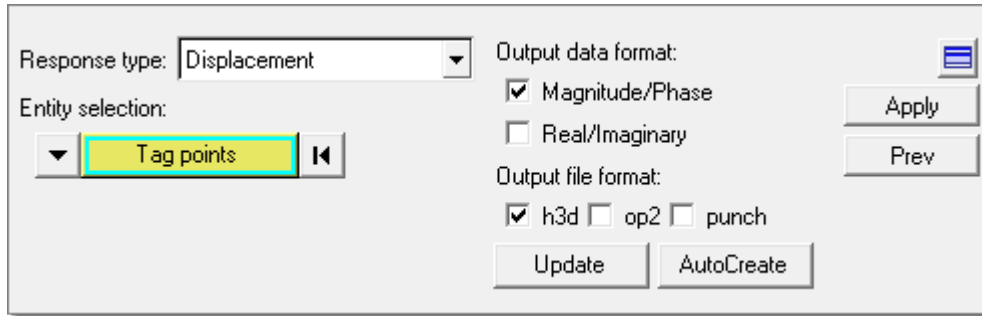 Response type: Displacement
Entity selection:
Tag points
Output data format:
Magnitude/Phase
Real/Imaginary
Output file format:
h3d op2 punch
Update AutoCreate
Apply
Prev